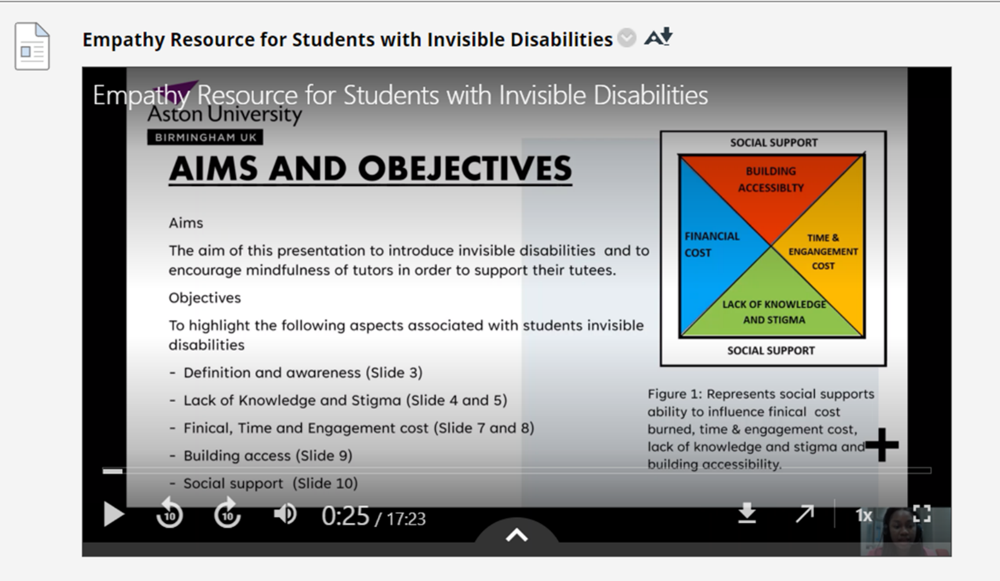 Empathy Resource for Students with Invisible Disabilities
Empathy Resource for Students with Invisible Disabilities
Aston University
BIRMINGHAM UK
AIMS AND OBEJECTIVES
Aims
The aim of this presentation to introduce invisible disabilities and to
encourage mindfulness of tutors in order to support their tutees.
Objectives
To highlight the following aspects associated with students invisible
disabilities
- Definition and awareness (Slide 3)
- Lack of Knowledge and Stigma (Slide 4 and 5)
- Finical, Time and Engagement cost (Slide 7 and 8)
- Building access (Slide 9)
- Social support (Slide 10)
SOCIAL SUPPORT
BUILDING
ACCESSIBLTY
FINANCIAL
COST
TIME &
ENGANGEMENT
COST
LACK OF KNOWLEDGE
AND STIGMA
SOCIAL SUPPORT
Figure 1: Represents social supports
ability to influence finical cost
burned, time & engagement cost,
lack of knowledge and stigma and
building accessibility.
10
10
0:25 / 17:23
1x